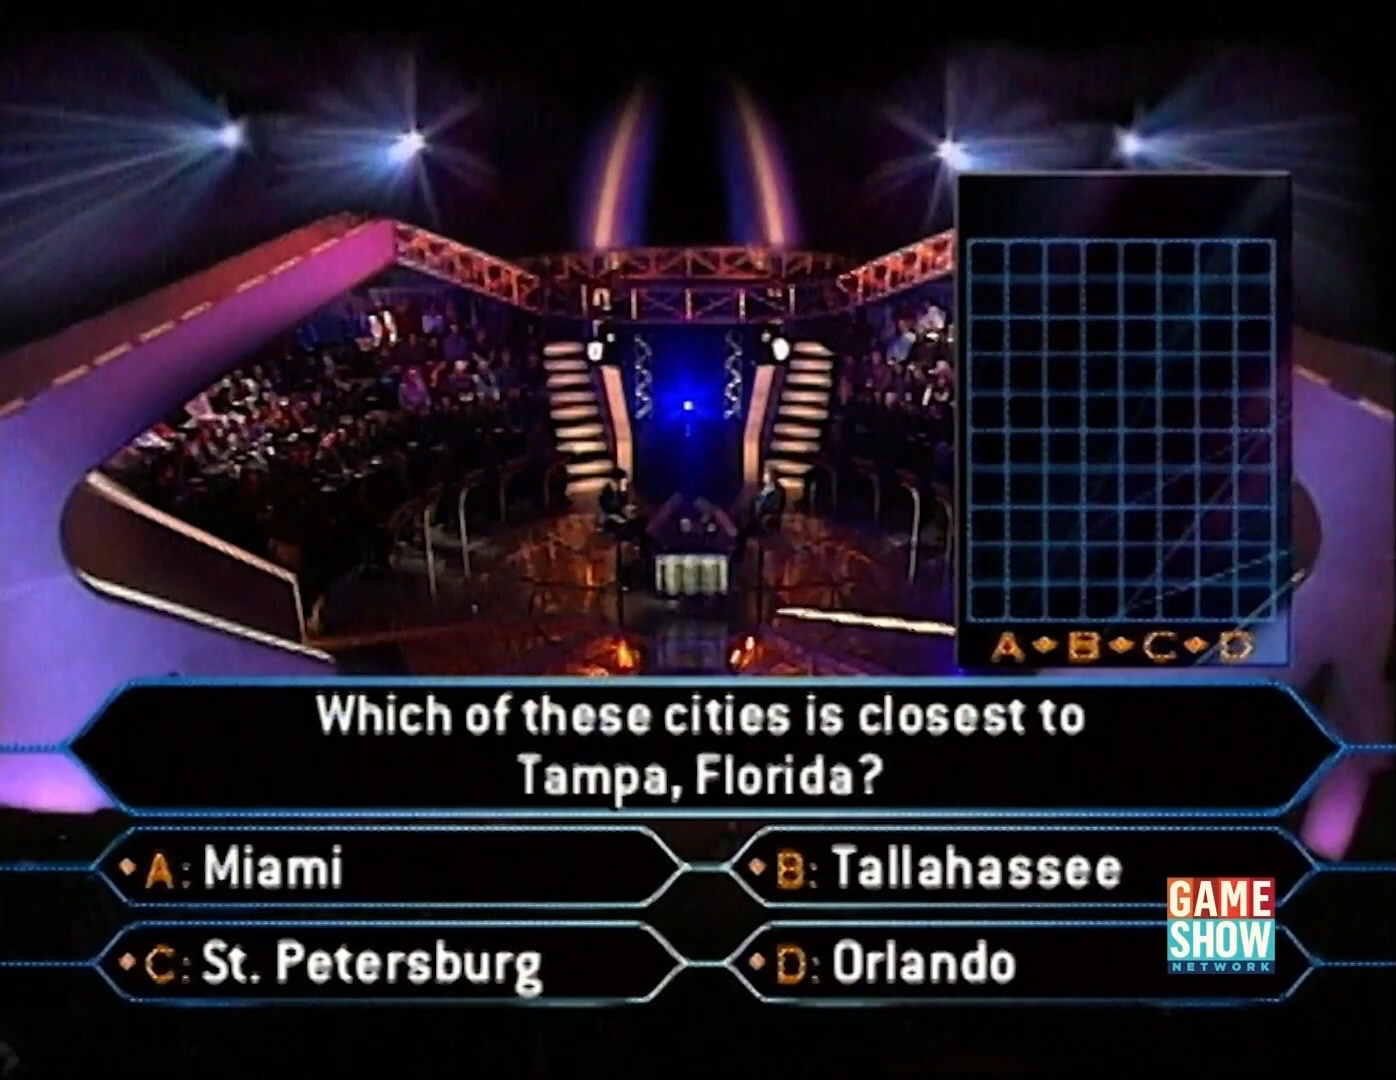 A B C D
Which of these cities is closest to
Tampa, Florida?
A: Miami
B: Tallahassee
C: St. Petersburg
D: Orlando
GAME
SHOW
NETWORK